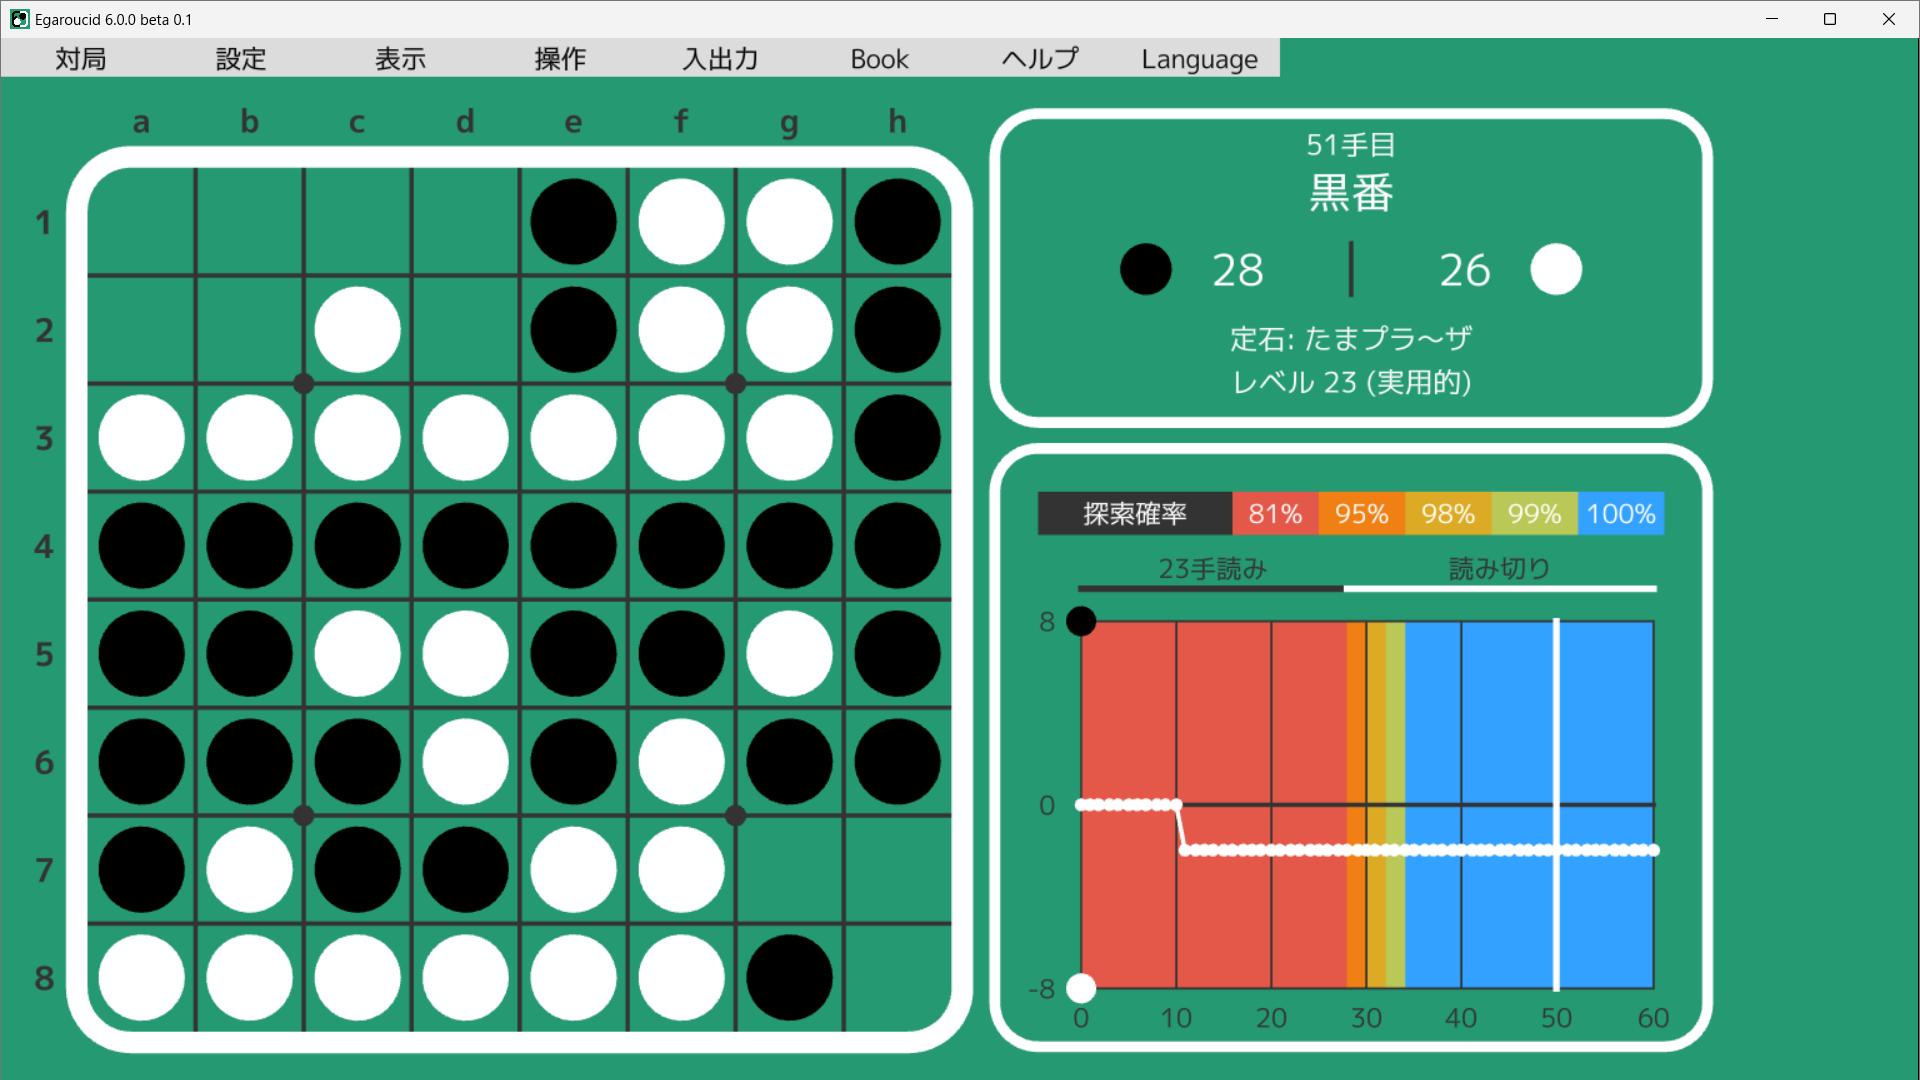 Egaroucid 6.0.0 beta 0.1
対局 設定 表示 操作 入出力 Book ヘルプ Language
a b c d e f g h
1
2
3
4
5
6
7
8
51手目
黒番
28 26
定石: たまプラ～ザ
レベル 23 (実用的)
探索確率 81% 95% 98% 99% 100%
23手読み 読み切り
8
0
-8
0 10 20 30 40 50 60